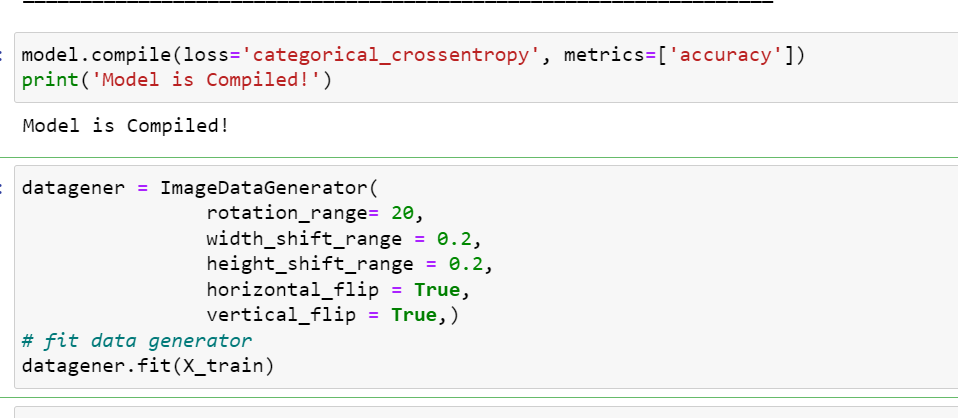 model.compile(loss='categorical_crossentropy', metrics=['accuracy'])
print('Model is Compiled!')
Model is Compiled!
datagener = ImageDataGenerator(
rotation_range= 20,
width_shift_range = 0.2,
height_shift_range = 0.2,
horizontal_flip = True,
vertical_flip = True,)
# fit data generator
datagener.fit(X_train)